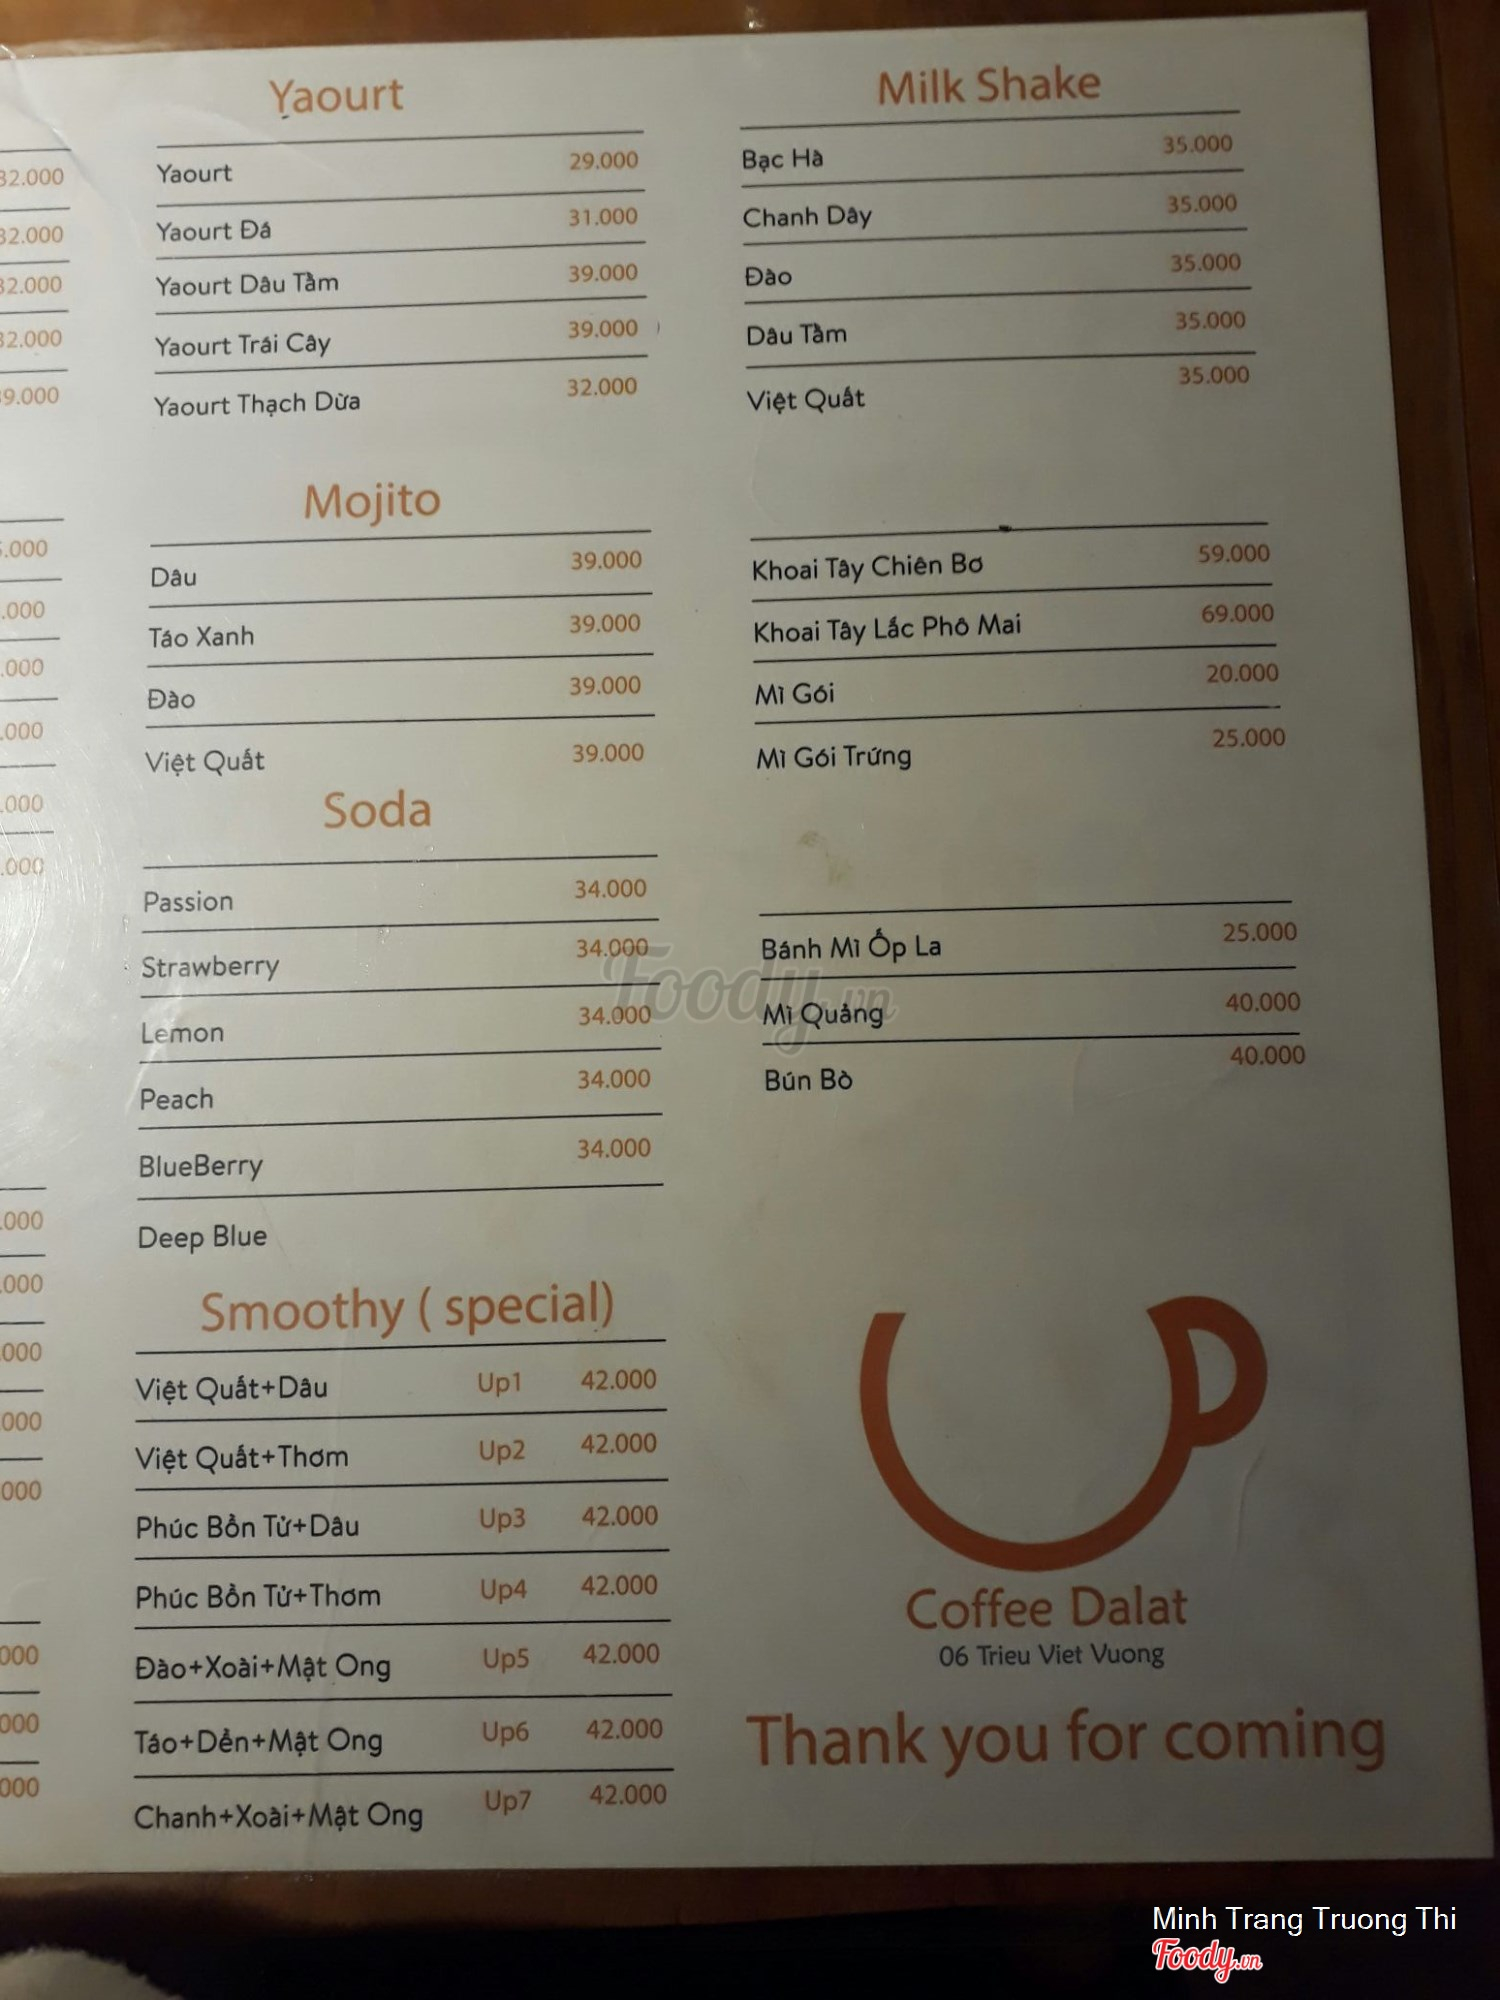 Yaourt
Yaourt 29.000
Yaourt Đá 31.000
Yaourt Dâu Tằm 39.000
Yaourt Trái Cây 39.000
Yaourt Thạch Dừa 32.000
Mojito
Dâu 39.000
Táo Xanh 39.000
Đào 39.000
Việt Quất 39.000
Soda
Passion 34.000
Strawberry 34.000
Lemon 34.000
Peach 34.000
BlueBerry 34.000
Deep Blue
Smoothy ( special)
Việt Quất+Dâu Up1 42.000
Việt Quất+Thơm Up2 42.000
Phúc Bồn Tử+Dâu Up3 42.000
Phúc Bồn Tử+Thơm Up4 42.000
Đào+Xoài+Mật Ong Up5 42.000
Táo+Dền+Mật Ong Up6 42.000
Chanh+Xoài+Mật Ong Up7 42.000
Milk Shake
Bạc Hà 35.000
Chanh Dây 35.000
Đào 35.000
Dâu Tằm 35.000
Việt Quất 35.000
Khoai Tây Chiên Bơ 59.000
Khoai Tây Lắc Phô Mai 69.000
Mì Gói 20.000
Mì Gói Trứng 25.000
Bánh Mì Ốp La 25.000
Mì Quảng 40.000
Bún Bò 40.000
UP
Coffee Dalat
06 Trieu Viet Vuong
Thank you for coming
Foody.vn
Minh Trang Truong Thi
Foody.vn